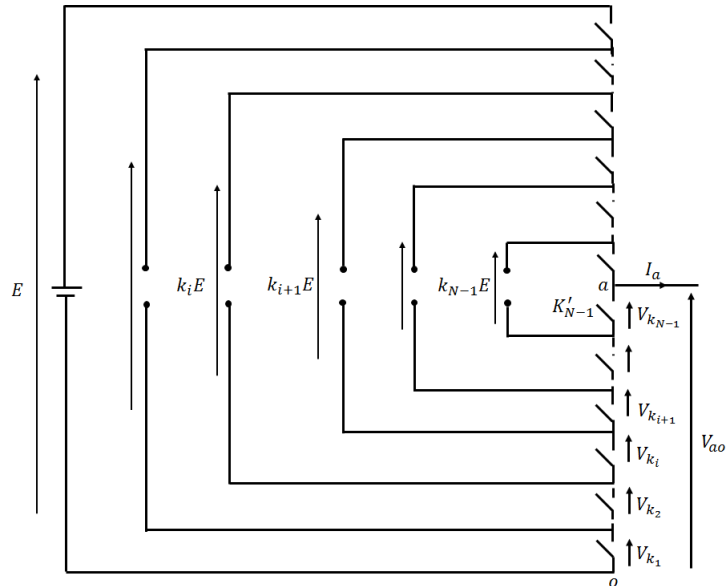 E
k_iE
k_{i+1}E
k_{N-1}E
a
I_a
K'_{N-1}
V_{k_{N-1}}
V_{k_{i+1}}
V_{ao}
V_{k_i}
V_{k_2}
V_{k_1}
o